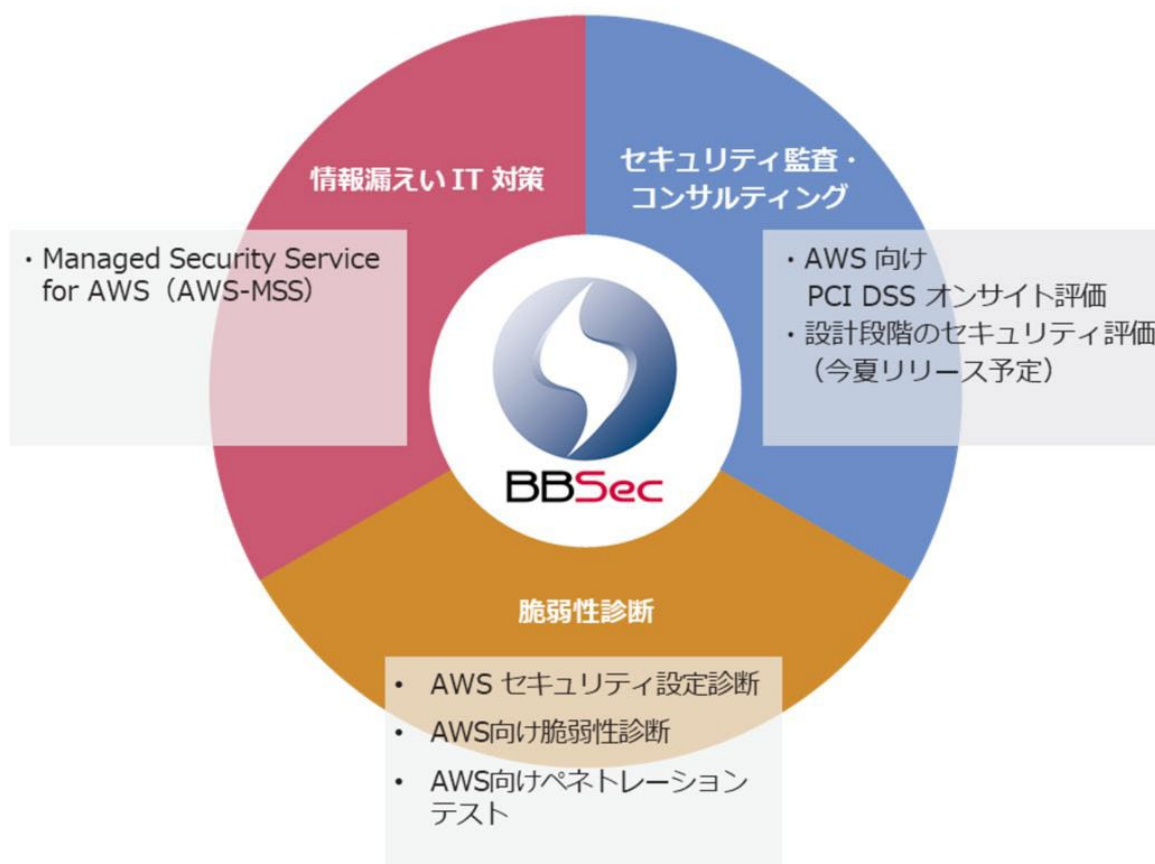 情報漏えい IT 対策
・Managed Security Service
for AWS（AWS-MSS）
セキュリティ監査・
コンサルティング
・AWS 向け
PCI DSS オンサイト評価
・設計段階のセキュリティ評価
（今夏リリース予定）
BBSec
脆弱性診断
• AWS セキュリティ設定診断
• AWS向け脆弱性診断
• AWS向けペネトレーション
テスト